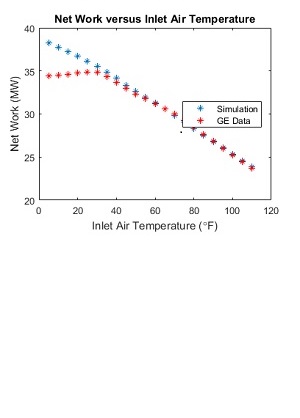 Net Work versus Inlet Air Temperature
40
35
30
25
20
Net Work (MW)
Simulation
GE Data
0 20 40 60 80 100 120
Inlet Air Temperature (°F)